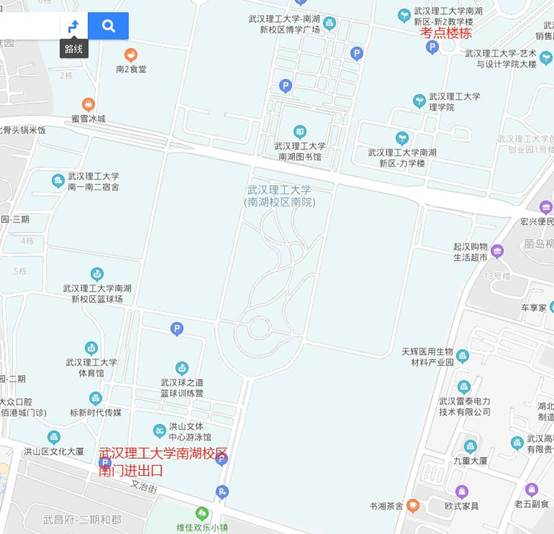 武汉理工大学-南湖
新校区博学广场
武汉理工大学南湖
新区-新2教学楼
考点楼栋
路线
南2食堂
2栋
武汉理工大学-艺术
与设计学院大楼
销售
蜜雪冰城
武汉理工大学
理学院
北骨头锅米饭
武汉理工大学
南湖图书馆
武汉理工大学南湖
新区-力学楼
武汉理工大学
创业园1号楼
武汉理工大学
南一南二宿舍
武汉理工大学
(南湖校区南院)
-三期
4栋
宏兴便民
丽岛
起汉购物
生活超市
13号楼
5栋
武汉理工大学南湖
新校区篮球场
车享家
武汉理工大学
体育馆
天辉医用生物
材料产业园
-二期
武汉球之道
篮球训练营
大众口腔
佰港城门诊)
标新时代传媒
武汉雷泰电力
技术有限公司
洪山文体
中心游泳馆
洪山区文化大厦
武汉理工大学南湖校区
南门进出口
九重大厦
文治街
武昌府-二期和郡
维佳欢乐小镇
书湘茶舍
欧式家具
老五副食